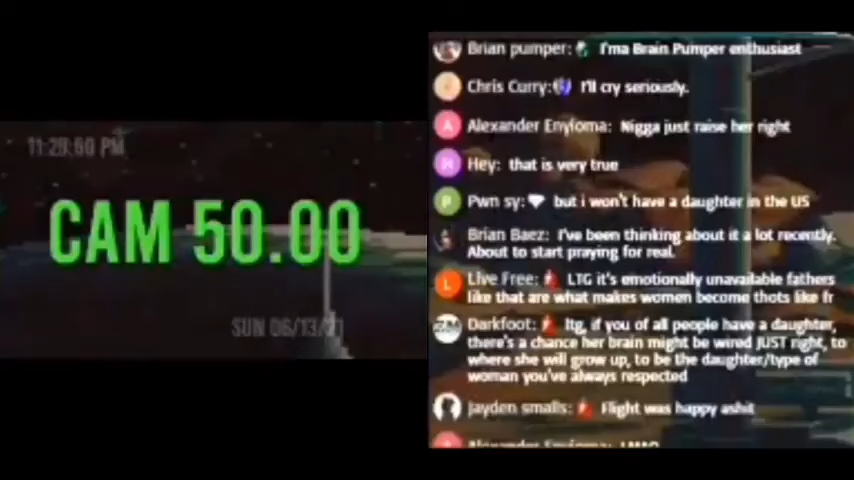 11:29:60 PM
CAM 50.00
SUN 06/13/21
Brian pumper: I'ma Brain Pumper enthusiast
Chris Curry: I'll cry seriously.
Alexander Enyioma: Nigga just raise her right
Hey: that is very true
Pwn sy: but i won't have a daughter in the US
Brian Baez: I've been thinking about it a lot recently.
About to start praying for real.
Live Free: LTG it's emotionally unavailable fathers
like that are what makes women become thots like fr
Darkfoot: ltg, if you of all people have a daughter,
there's a chance her brain might be wired JUST right, to
where she will grow up, to be the daughter/type of
woman you've always respected
Jayden smalls: Flight was happy ashit
Alexander Enyioma: LMAO